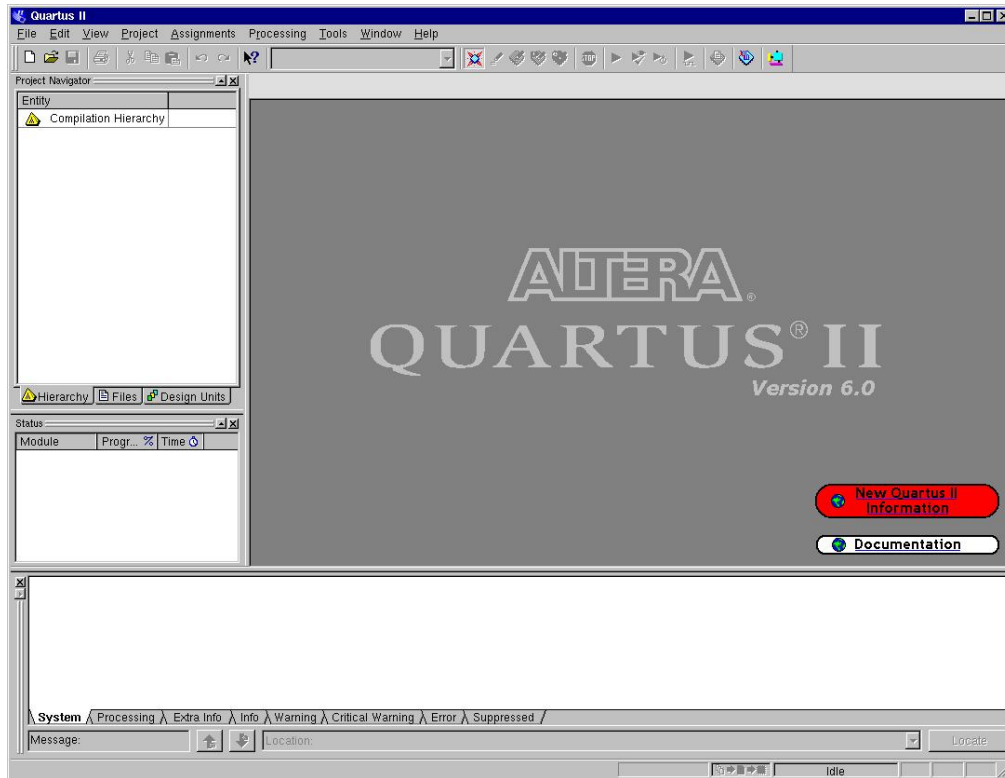 Quartus II
File Edit View Project Assignments Processing Tools Window Help
Project Navigator
Entity
Compilation Hierarchy
Hierarchy Files Design Units
Status
Module Progr... % Time
ALTERA®
QUARTUS® II
Version 6.0
New Quartus II
Information
Documentation
System Processing Extra Info Info Warning Critical Warning Error Suppressed
Message: Location: Locate
Idle